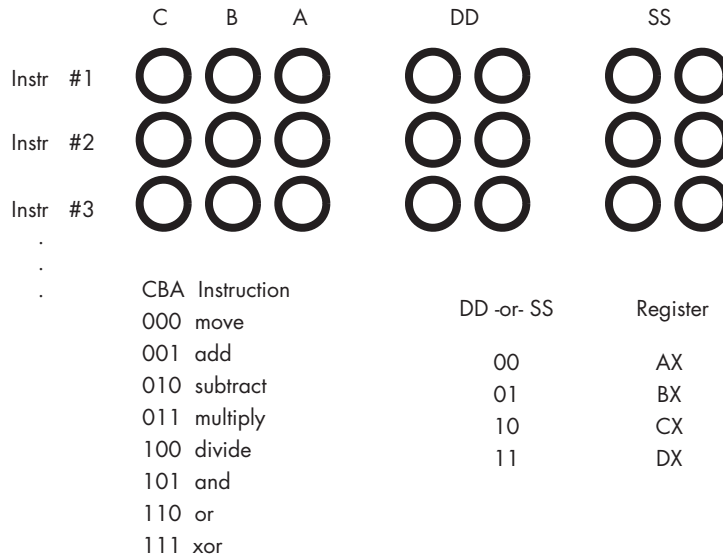 C B A DD SS
Instr #1
Instr #2
Instr #3
.
.
.
CBA Instruction
000 move
001 add
010 subtract
011 multiply
100 divide
101 and
110 or
111 xor
DD -or- SS Register
00 AX
01 BX
10 CX
11 DX